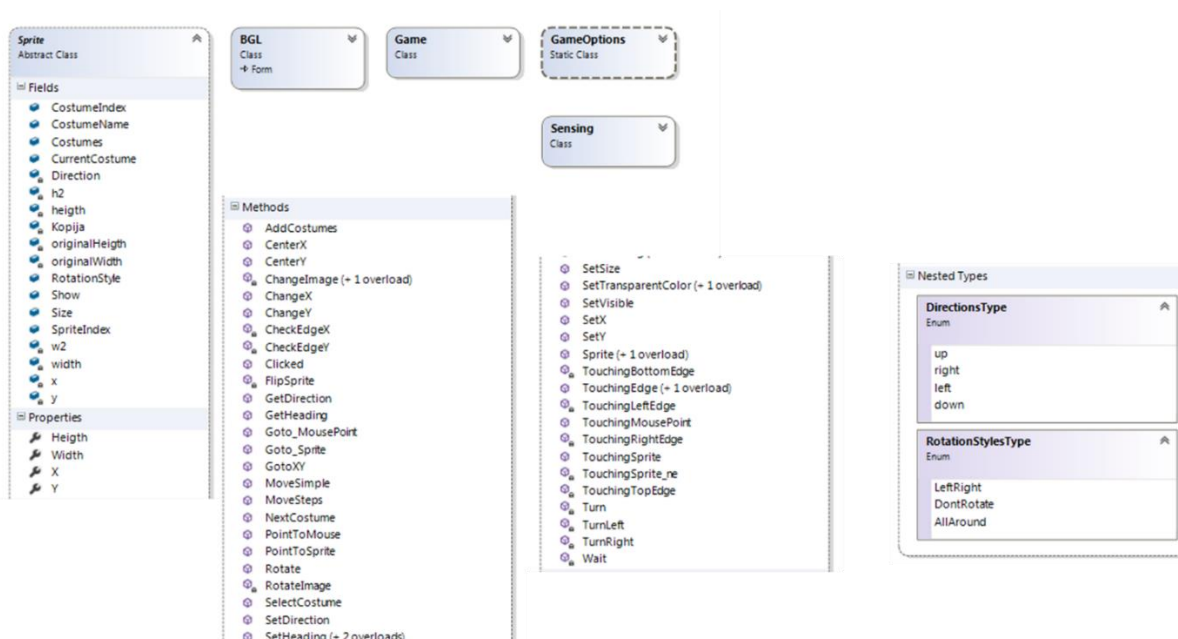 Sprite
Abstract Class
Fields
CostumeIndex
CostumeName
Costumes
CurrentCostume
Direction
h2
heigth
Kopija
originalHeigth
originalWidth
RotationStyle
Show
Size
SpriteIndex
w2
width
x
y
Properties
Heigth
Width
X
Y
BGL
Class
Form
Game
Class
GameOptions
Static Class
Sensing
Class
Methods
AddCostumes
CenterX
CenterY
ChangeImage (+ 1 overload)
ChangeX
ChangeY
CheckEdgeX
CheckEdgeY
Clicked
FlipSprite
GetDirection
GetHeading
Goto_MousePoint
Goto_Sprite
GotoXY
MoveSimple
MoveSteps
NextCostume
PointToMouse
PointToSprite
Rotate
RotateImage
SelectCostume
SetDirection
SetHeading (+ 2 overloads)
SetSize
SetTransparentColor (+ 1 overload)
SetVisible
SetX
SetY
Sprite (+ 1 overload)
TouchingBottomEdge
TouchingEdge (+ 1 overload)
TouchingLeftEdge
TouchingMousePoint
TouchingRightEdge
TouchingSprite
TouchingSprite_ne
TouchingTopEdge
Turn
TurnLeft
TurnRight
Wait
Nested Types
DirectionsType
Enum
up
right
left
down
RotationStylesType
Enum
LeftRight
DontRotate
AllAround